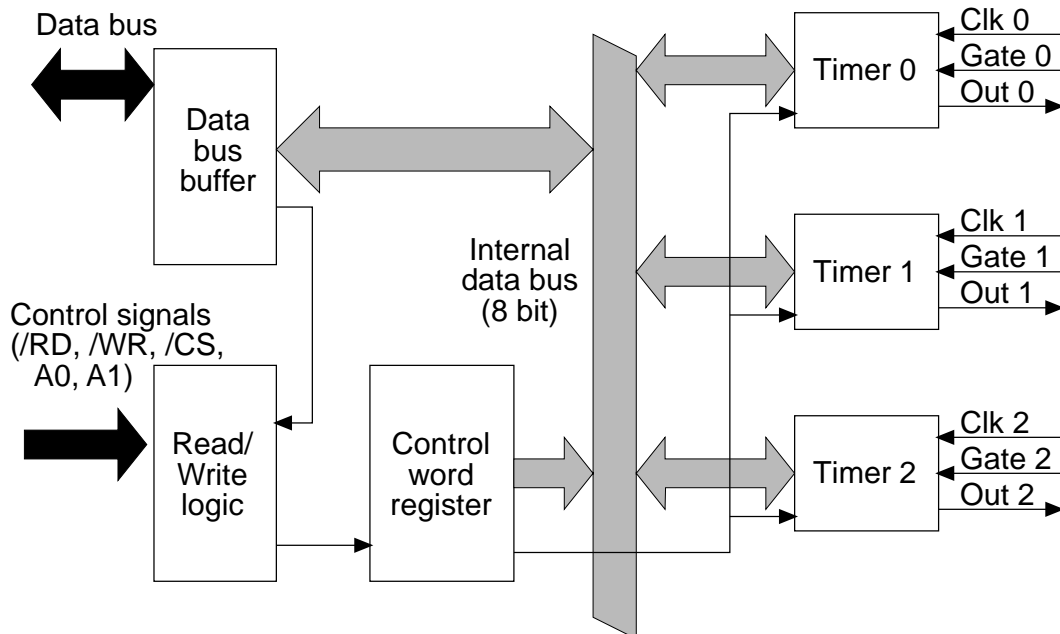 Data bus
Data
bus
buffer
Control signals
(/RD, /WR, /CS,
A0, A1)
Read/
Write
logic
Control
word
register
Internal
data bus
(8 bit)
Timer 0
Clk 0
Gate 0
Out 0
Timer 1
Clk 1
Gate 1
Out 1
Timer 2
Clk 2
Gate 2
Out 2